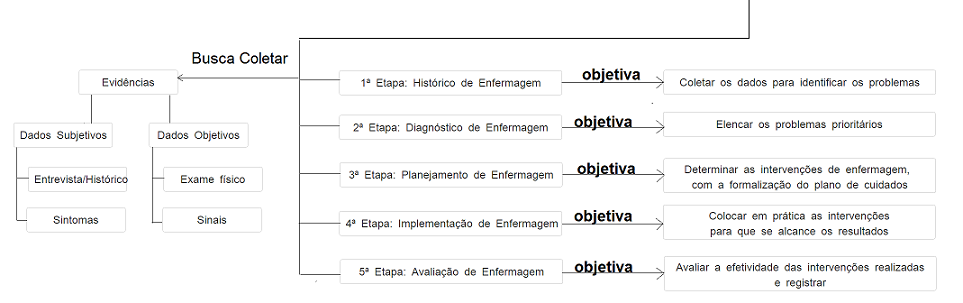 Busca Coletar
Evidências
Dados Subjetivos
Dados Objetivos
Entrevista/Histórico
Exame físico
Sintomas
Sinais
1ª Etapa: Histórico de Enfermagem
objetiva
Coletar os dados para identificar os problemas
2ª Etapa: Diagnóstico de Enfermagem
objetiva
Elencar os problemas prioritários
3ª Etapa: Planejamento de Enfermagem
objetiva
Determinar as intervenções de enfermagem,
com a formalização do plano de cuidados
4ª Etapa: Implementação de Enfermagem
objetiva
Colocar em prática as intervenções
para que se alcance os resultados
5ª Etapa: Avaliação de Enfermagem
objetiva
Avaliar a efetividade das intervenções realizadas
e registrar